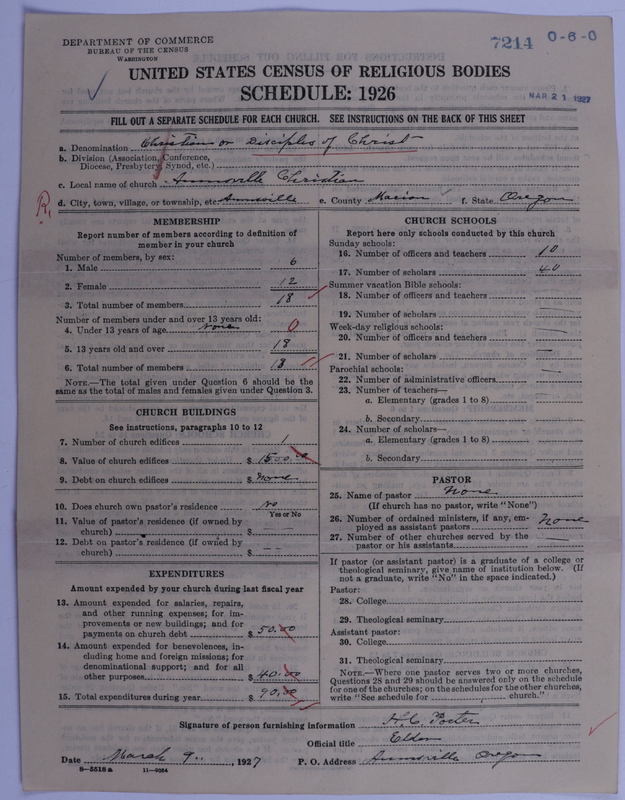 7214 0-6-0
DEPARTMENT OF COMMERCE
BUREAU OF THE CENSUS
WASHINGTON
UNITED STATES CENSUS OF RELIGIOUS BODIES
SCHEDULE: 1926
MAR 21 1927
FILL OUT A SEPARATE SCHEDULE FOR EACH CHURCH. SEE INSTRUCTIONS ON THE BACK OF THIS SHEET
a. Denomination Christian or Disciples of Christ
b. Division (Association, Conference,
Diocese, Presbytery, Synod, etc.)
c. Local name of church Aumsville Christian
d. City, town, village, or township, etc. Aumsville e. County Marion f. State Oregon
R,
MEMBERSHIP
Report number of members according to definition of
member in your church
Number of members, by sex:
1. Male 6
2. Female 12
3. Total number of members 18
Number of members under and over 13 years old:
4. Under 13 years of age none 0
5. 13 years old and over 18
6. Total number of members 18
NOTE.—The total given under Question 6 should be the
same as the total of males and females given under Question 3.
CHURCH BUILDINGS
See instructions, paragraphs 10 to 12
7. Number of church edifices 1
8. Value of church edifices $ 1500.00
9. Debt on church edifices $ none
10. Does church own pastor's residence no
Yes or No
11. Value of pastor's residence (if owned by
church) $
12. Debt on pastor's residence (if owned by
church) $
EXPENDITURES
Amount expended by your church during last fiscal year
13. Amount expended for salaries, repairs,
and other running expenses; for im-
provements or new buildings; and for
payments on church debt $ 50.00
14. Amount expended for benevolences, in-
cluding home and foreign missions; for
denominational support; and for all
other purposes $ 40.00
15. Total expenditures during year $ 90.00
CHURCH SCHOOLS
Report here only schools conducted by this church
Sunday schools:
16. Number of officers and teachers 10
17. Number of scholars 40
Summer vacation Bible schools:
18. Number of officers and teachers
19. Number of scholars
Week-day religious schools:
20. Number of officers and teachers
21. Number of scholars
Parochial schools:
22. Number of administrative officers
23. Number of teachers—
a. Elementary (grades 1 to 8)
b. Secondary
24. Number of scholars—
a. Elementary (grades 1 to 8)
b. Secondary
PASTOR
25. Name of pastor none
(If church has no pastor, write "None")
26. Number of ordained ministers, if any, em-
ployed as assistant pastors none
27. Number of other churches served by the
pastor or his assistants
If pastor (or assistant pastor) is a graduate of a college or
theological seminary, give name of institution below. (If
not a graduate, write "No" in the space indicated.)
Pastor:
28. College
29. Theological seminary
Assistant pastor:
30. College
31. Theological seminary
NOTE.—Where one pastor serves two or more churches,
Questions 28 and 29 should be answered only on the schedule
for one of the churches; on the schedules for the other churches,
write "See schedule for church."
Signature of person furnishing information H.C. Porter
Official title Elder
Date March 9, 1927 P. O. Address Aumsville Oregon
8—5518a 11—9264